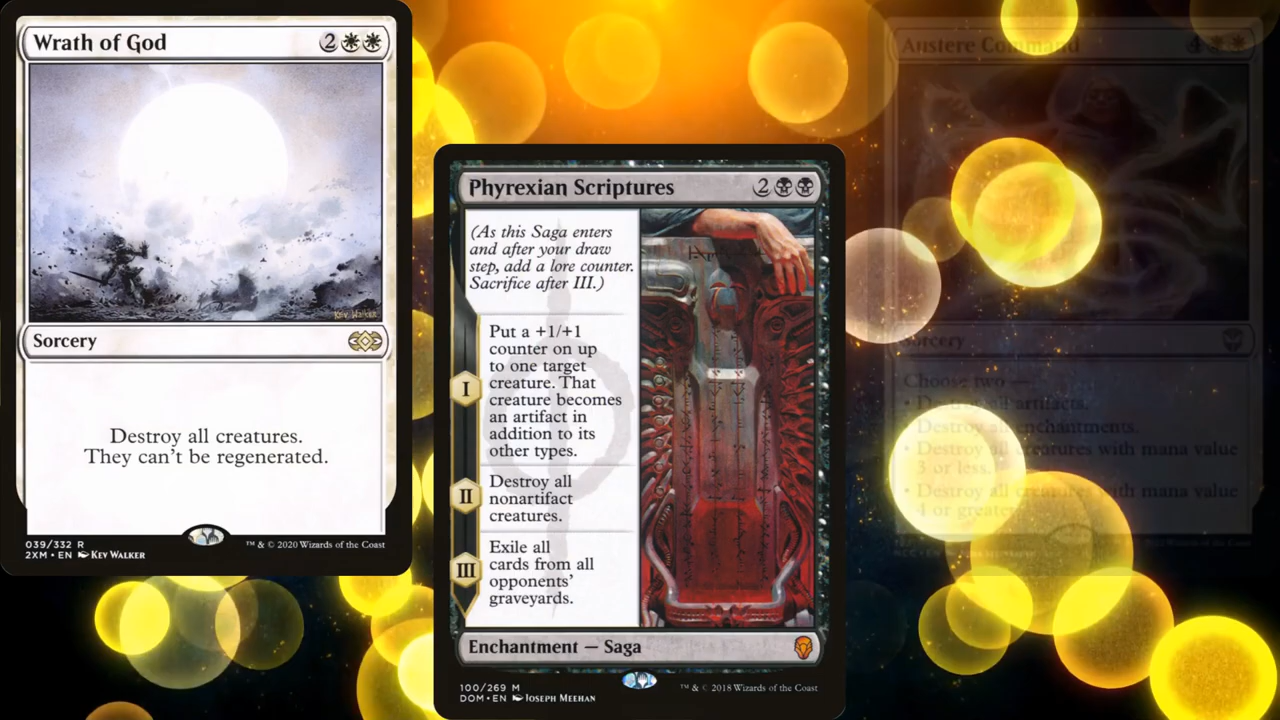 Wrath of God 2
Kev Walker
Sorcery
Destroy all creatures.
They can't be regenerated.
039/332 R
2XM • EN Kev Walker
™ & © 2020 Wizards of the Coast
Phyrexian Scriptures 2
(As this Saga enters
and after your draw
step, add a lore counter.
Sacrifice after III.)
I
Put a +1/+1
counter on up
to one target
creature. That
creature becomes
an artifact in
addition to its
other types.
II
Destroy all
nonartifact
creatures.
III
Exile all
cards from all
opponents'
graveyards.
Enchantment — Saga
100/269 M
DOM • EN Joseph Meehan
™ & © 2018 Wizards of the Coast
Austere Command 4
Sorcery
Choose two —
• Destroy all artifacts.
• Destroy all enchantments.
• Destroy all creatures with mana value
3 or less.
• Destroy all creatures with mana value
4 or greater.